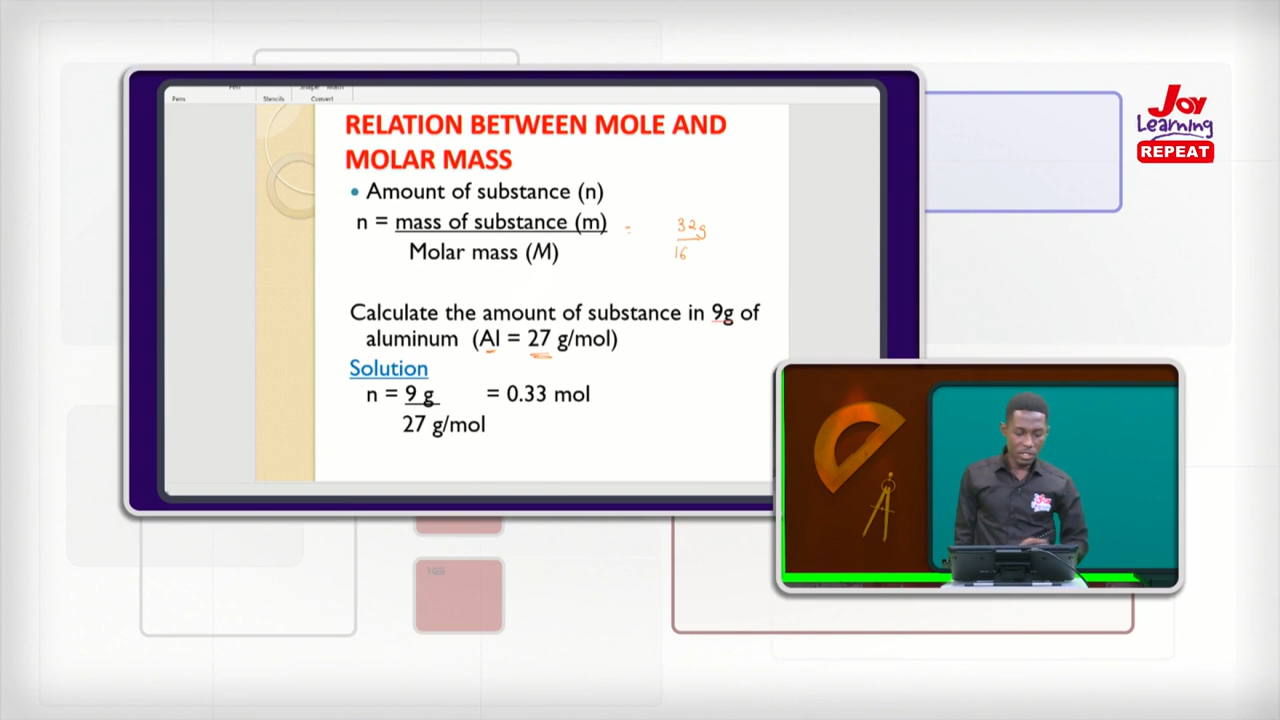 Pens
Stencils
Convert
RELATION BETWEEN MOLE AND
MOLAR MASS
• Amount of substance (n)
n = mass of substance (m) = 32g
Molar mass (M) 16
Calculate the amount of substance in 9g of
aluminum (Al = 27 g/mol)
Solution
n = 9 g = 0.33 mol
27 g/mol
JOY
Learning
REPEAT